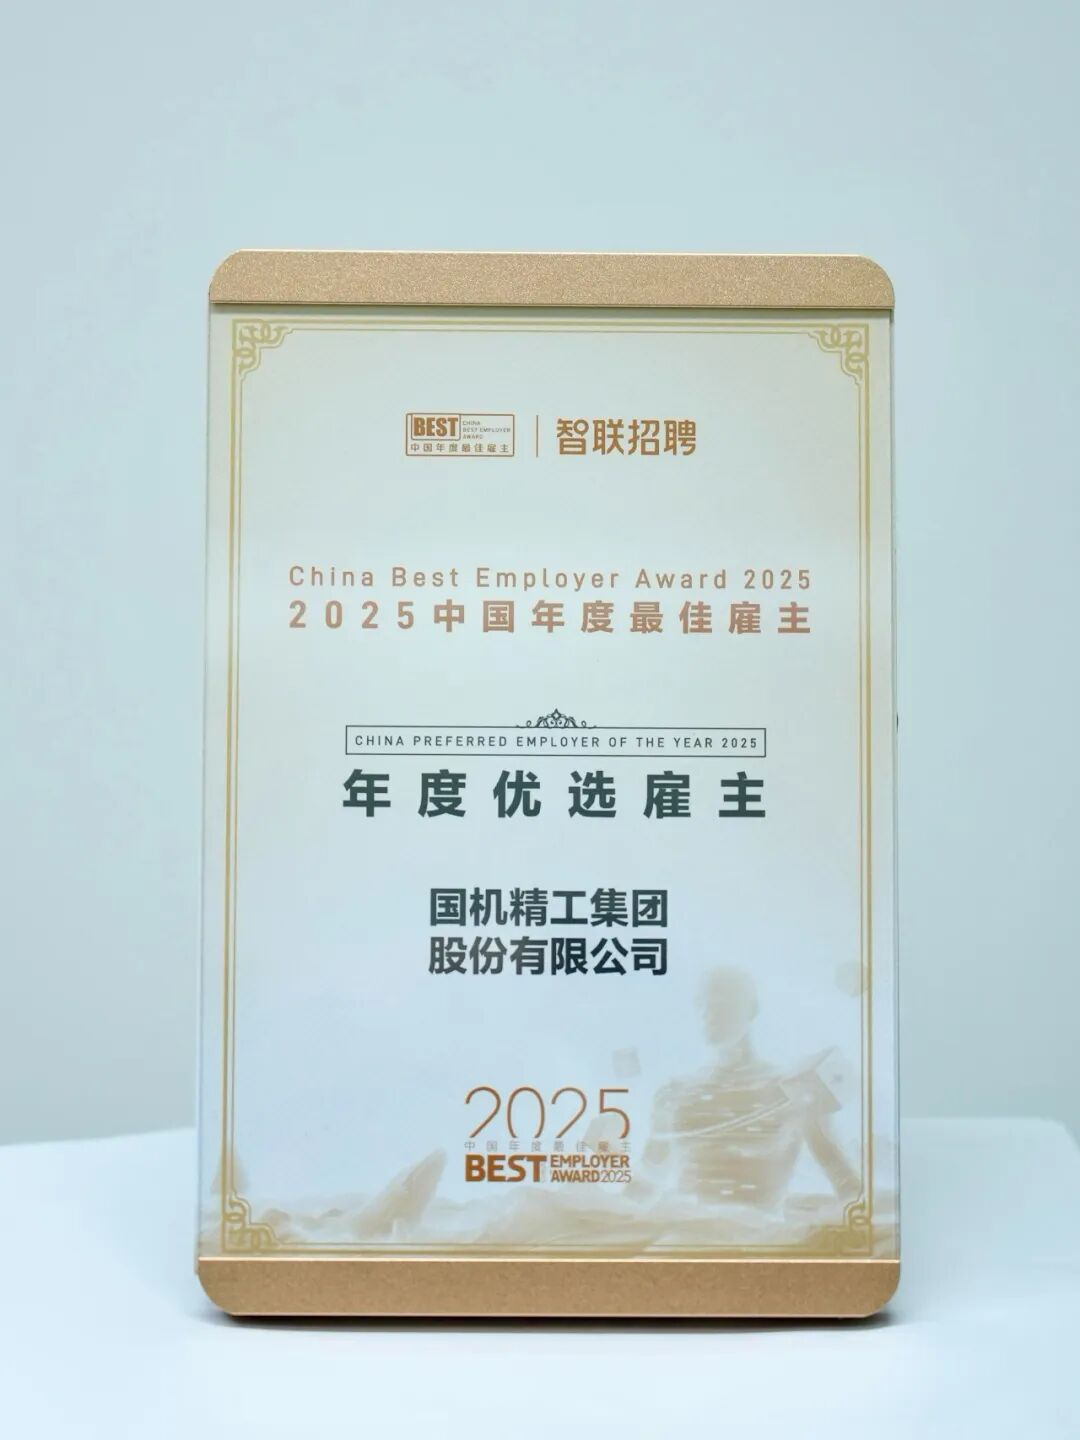 BEST CHINA
BEST EMPLOYER
AWARD
中国年度最佳雇主
智联招聘
China Best Employer Award 2025
2025中国年度最佳雇主
CHINA PREFERRED EMPLOYER OF THE YEAR 2025
年度优选雇主
国机精工集团
股份有限公司
2025
中国年度最佳雇主
BEST EMPLOYER
AWARD2025